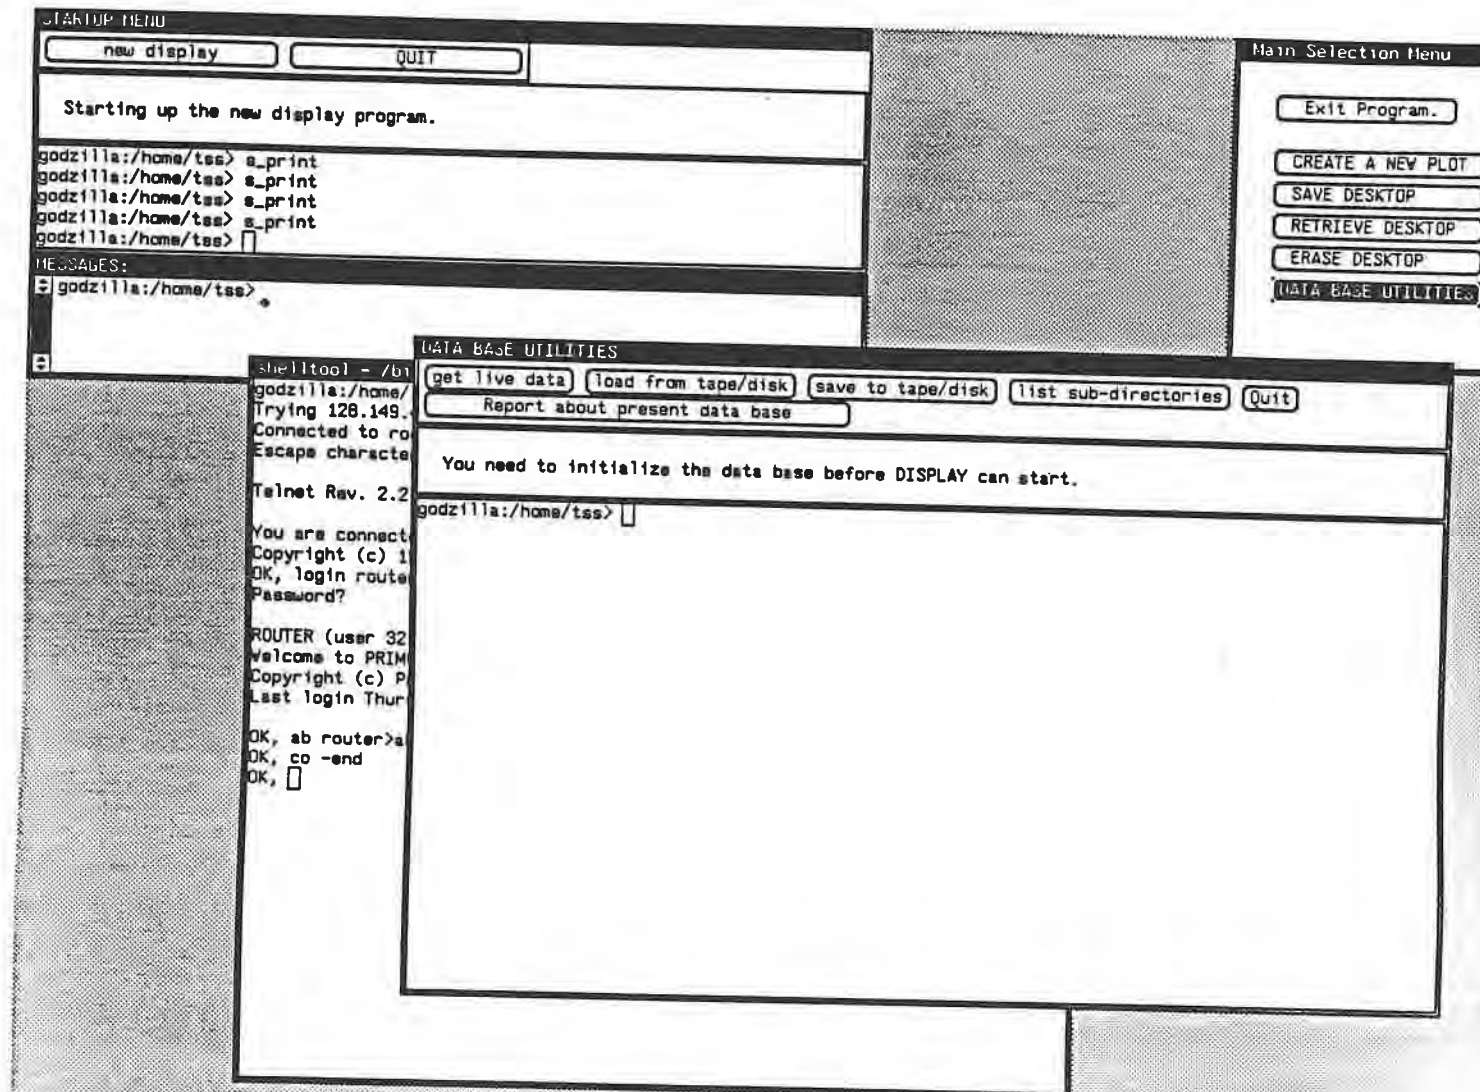 STARTUP MENU
new display QUIT
Starting up the new display program.
godzilla:/home/tss> s_print
godzilla:/home/tss> s_print
godzilla:/home/tss> s_print
godzilla:/home/tss> s_print
godzilla:/home/tss>
MESSAGES:
godzilla:/home/tss>
Main Selection Menu
Exit Program.
CREATE A NEW PLOT
SAVE DESKTOP
RETRIEVE DESKTOP
ERASE DESKTOP
DATA BASE UTILITIES
shelltool - /bi
godzilla:/home/
Trying 128.149.
Connected to ro
Escape characte
Telnet Rev. 2.2
You are connect
Copyright (c) 1
OK, login route
Password?
ROUTER (user 32
Welcome to PRIM
Copyright (c) P
Last login Thur
OK, ab router>a
OK, co -end
OK,
DATA BASE UTILITIES
get live data load from tape/disk save to tape/disk list sub-directories Quit
Report about present data base
You need to initialize the data base before DISPLAY can start.
godzilla:/home/tss>